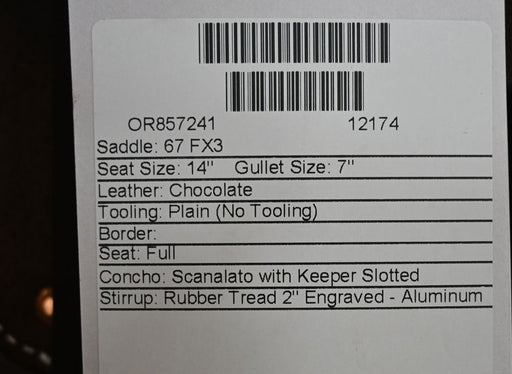 OR857241 12174
Saddle: 67 FX3
Seat Size: 14" Gullet Size: 7"
Leather: Chocolate
Tooling: Plain (No Tooling)
Border:
Seat: Full
Concho: Scanalato with Keeper Slotted
Stirrup: Rubber Tread 2" Engraved - Aluminum